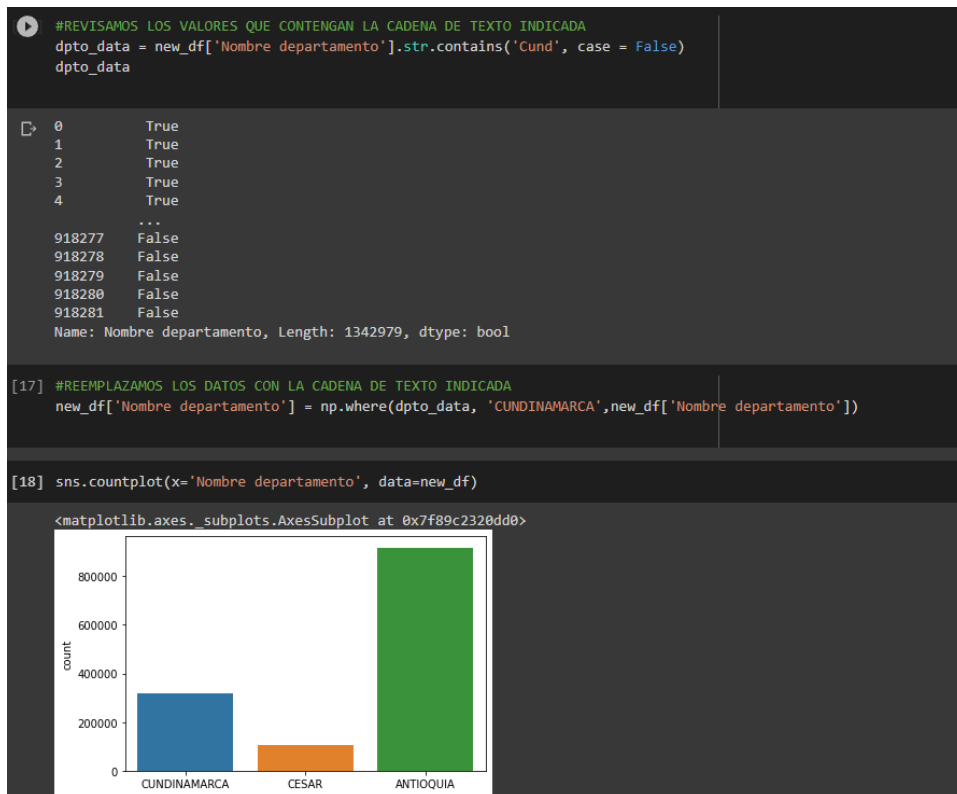 #REVISAMOS LOS VALORES QUE CONTENGAN LA CADENA DE TEXTO INDICADA
dpto_data = new_df['Nombre departamento'].str.contains('Cund', case = False)
dpto_data
0 True
1 True
2 True
3 True
4 True
...
918277 False
918278 False
918279 False
918280 False
918281 False
Name: Nombre departamento, Length: 1342979, dtype: bool
[17] #REEMPLAZAMOS LOS DATOS CON LA CADENA DE TEXTO INDICADA
new_df['Nombre departamento'] = np.where(dpto_data, 'CUNDINAMARCA',new_df['Nombre departamento'])
[18] sns.countplot(x='Nombre departamento', data=new_df)
<matplotlib.axes._subplots.AxesSubplot at 0x7f89c2320dd0>
800000
600000
400000
200000
0
count
CUNDINAMARCA CESAR ANTIOQUIA